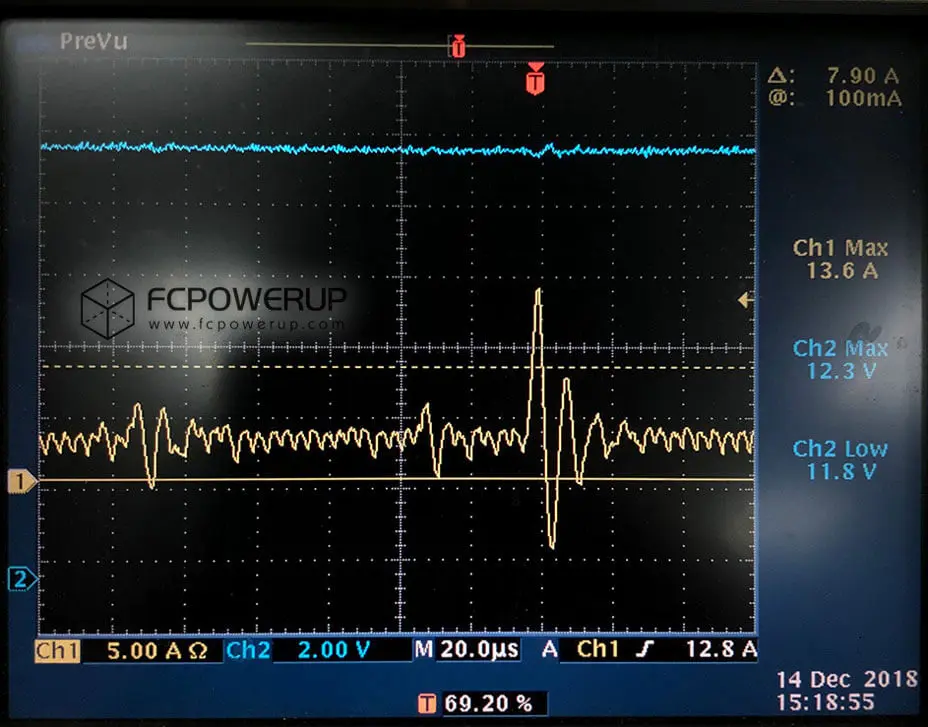 PreVu
T
T
Δ: 7.90 A
@: 100mA
FCPOWERUP
www.fcpowerup.com
Ch1 Max
13.6 A
Ch2 Max
12.3 V
Ch2 Low
11.8 V
1
2
Ch1 5.00 A Ω Ch2 2.00 V M 20.0µs A Ch1 12.8 A
T 69.20 %
14 Dec 2018
15:18:55